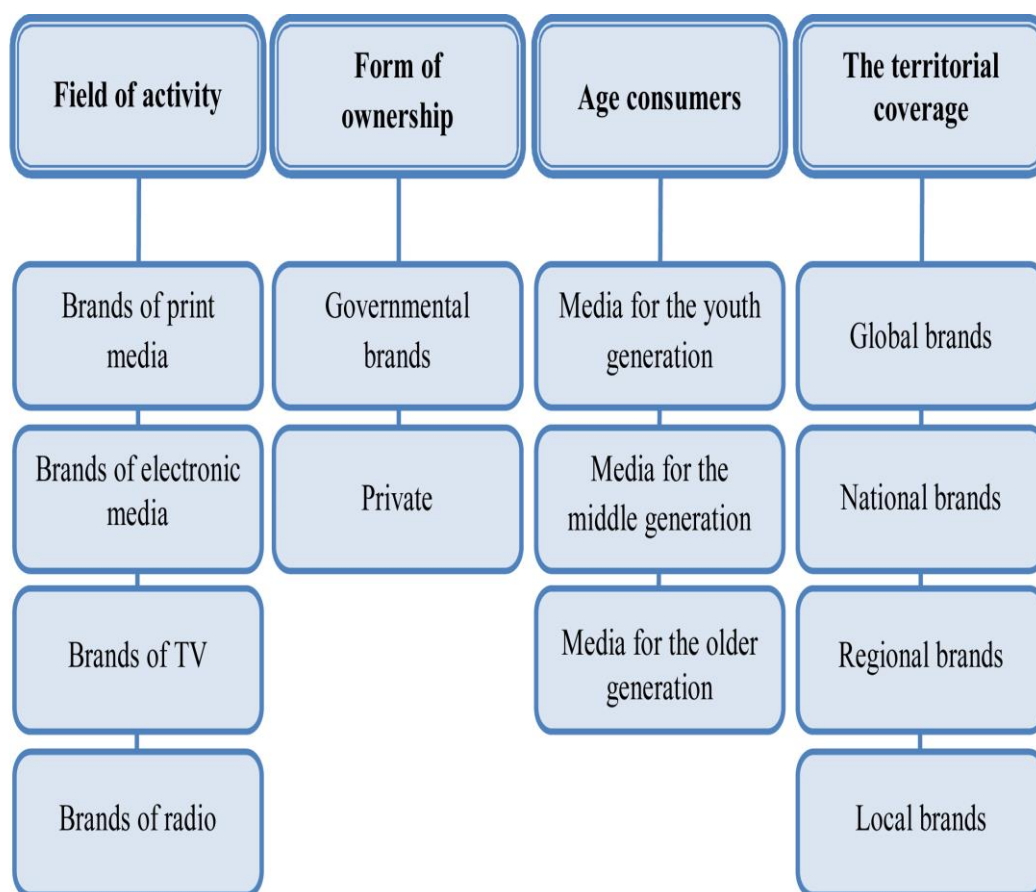 Field of activity
Brands of print
media
Brands of electronic
media
Brands of TV
Brands of radio
Form of
ownership
Governmental
brands
Private
Age consumers
Media for the youth
generation
Media for the
middle generation
Media for the older
generation
The territorial
coverage
Global brands
National brands
Regional brands
Local brands